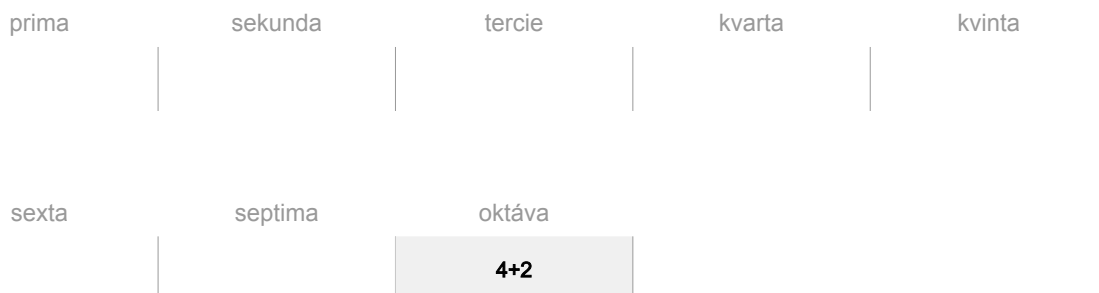 prima sekunda tercie kvarta kvinta
sexta septima oktáva
4+2